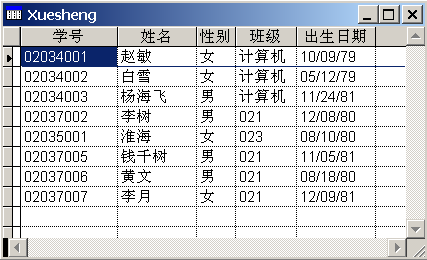 Xuesheng
学号 姓名 性别 班级 出生日期
02034001 赵敏 女 计算机 10/09/79
02034002 白雪 女 计算机 05/12/79
02034003 杨海飞 男 计算机 11/24/81
02037002 李树 男 021 12/08/80
02035001 淮海 女 023 08/10/80
02037005 钱千树 男 021 11/05/81
02037006 黄文 男 021 08/18/80
02037007 李月 女 021 12/09/81